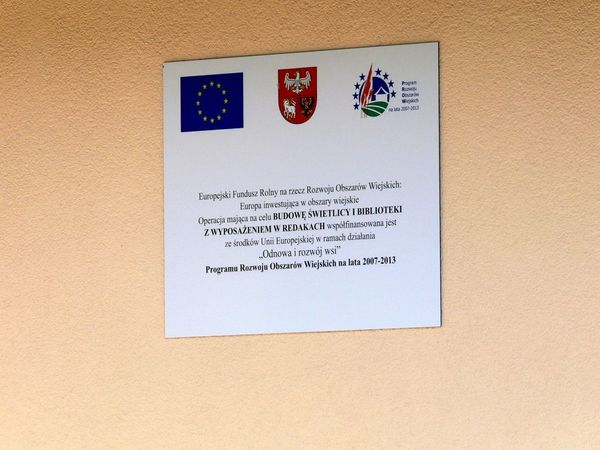 Program
Rozwoju
Obszarów
Wiejskich
na lata 2007-2013
Europejski Fundusz Rolny na rzecz Rozwoju Obszarów Wiejskich:
Europa inwestująca w obszary wiejskie
Operacja mająca na celu BUDOWĘ ŚWIETLICY I BIBLIOTEKI
Z WYPOSAŻENIEM W REDAKACH współfinansowana jest
ze środków Unii Europejskiej w ramach działania
„Odnowa i rozwój wsi”
Programu Rozwoju Obszarów Wiejskich na lata 2007-2013